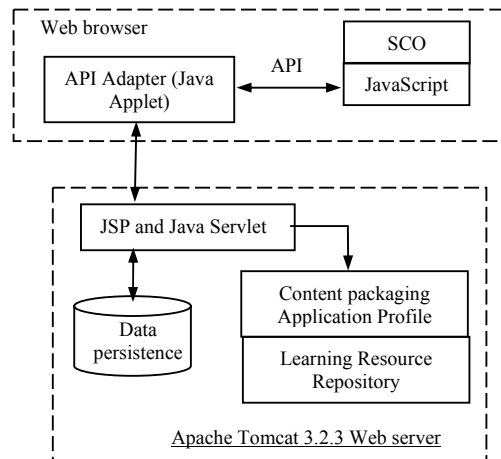 Web browser
SCO
API Adapter (Java
Applet)
API
JavaScript
JSP and Java Servlet
Content packaging
Application Profile
Data
persistence
Learning Resource
Repository
Apache Tomcat 3.2.3 Web server